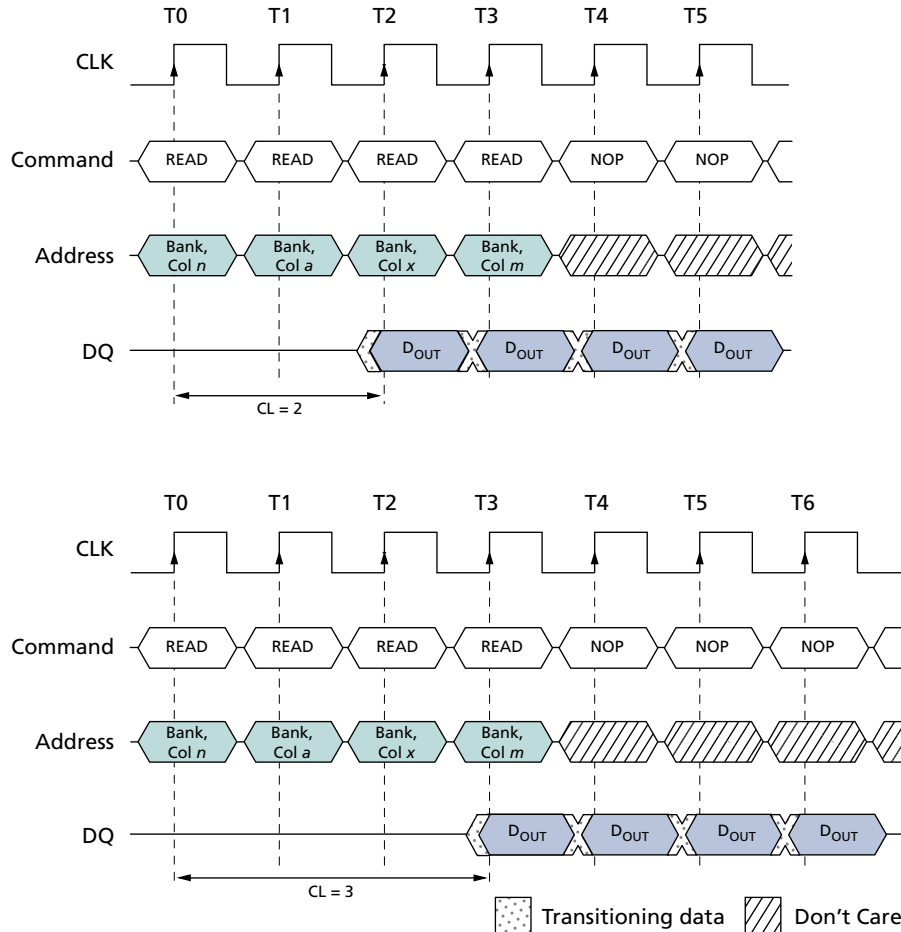 T0 T1 T2 T3 T4 T5
CLK
Command READ READ READ READ NOP NOP
Address Bank, Col n Bank, Col a Bank, Col x Bank, Col m
DQ DOUT DOUT DOUT DOUT
CL = 2
T0 T1 T2 T3 T4 T5 T6
CLK
Command READ READ READ READ NOP NOP NOP
Address Bank, Col n Bank, Col a Bank, Col x Bank, Col m
DQ DOUT DOUT DOUT DOUT
CL = 3
Transitioning data Don't Care